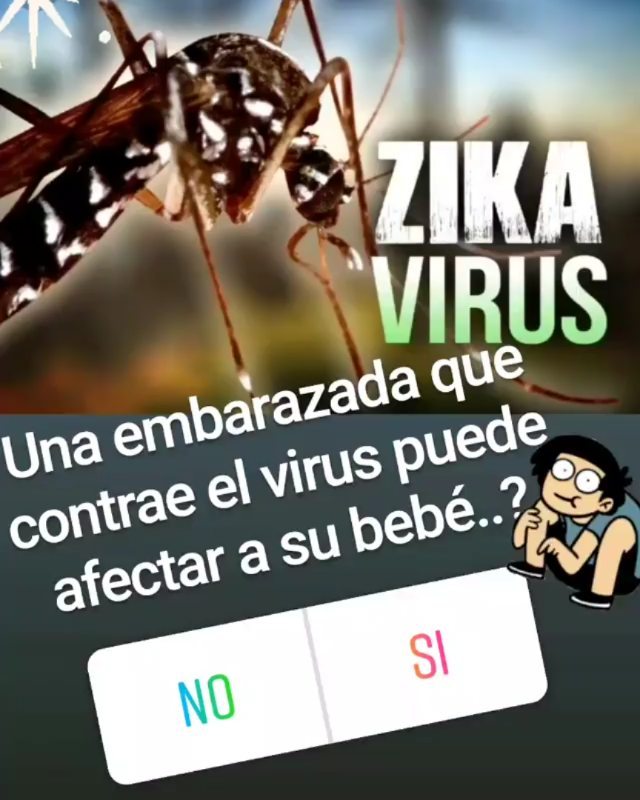 ZIKA
VIRUS
Una embarazada que
contrae el virus puede
afectar a su bebé..?
NO
SI